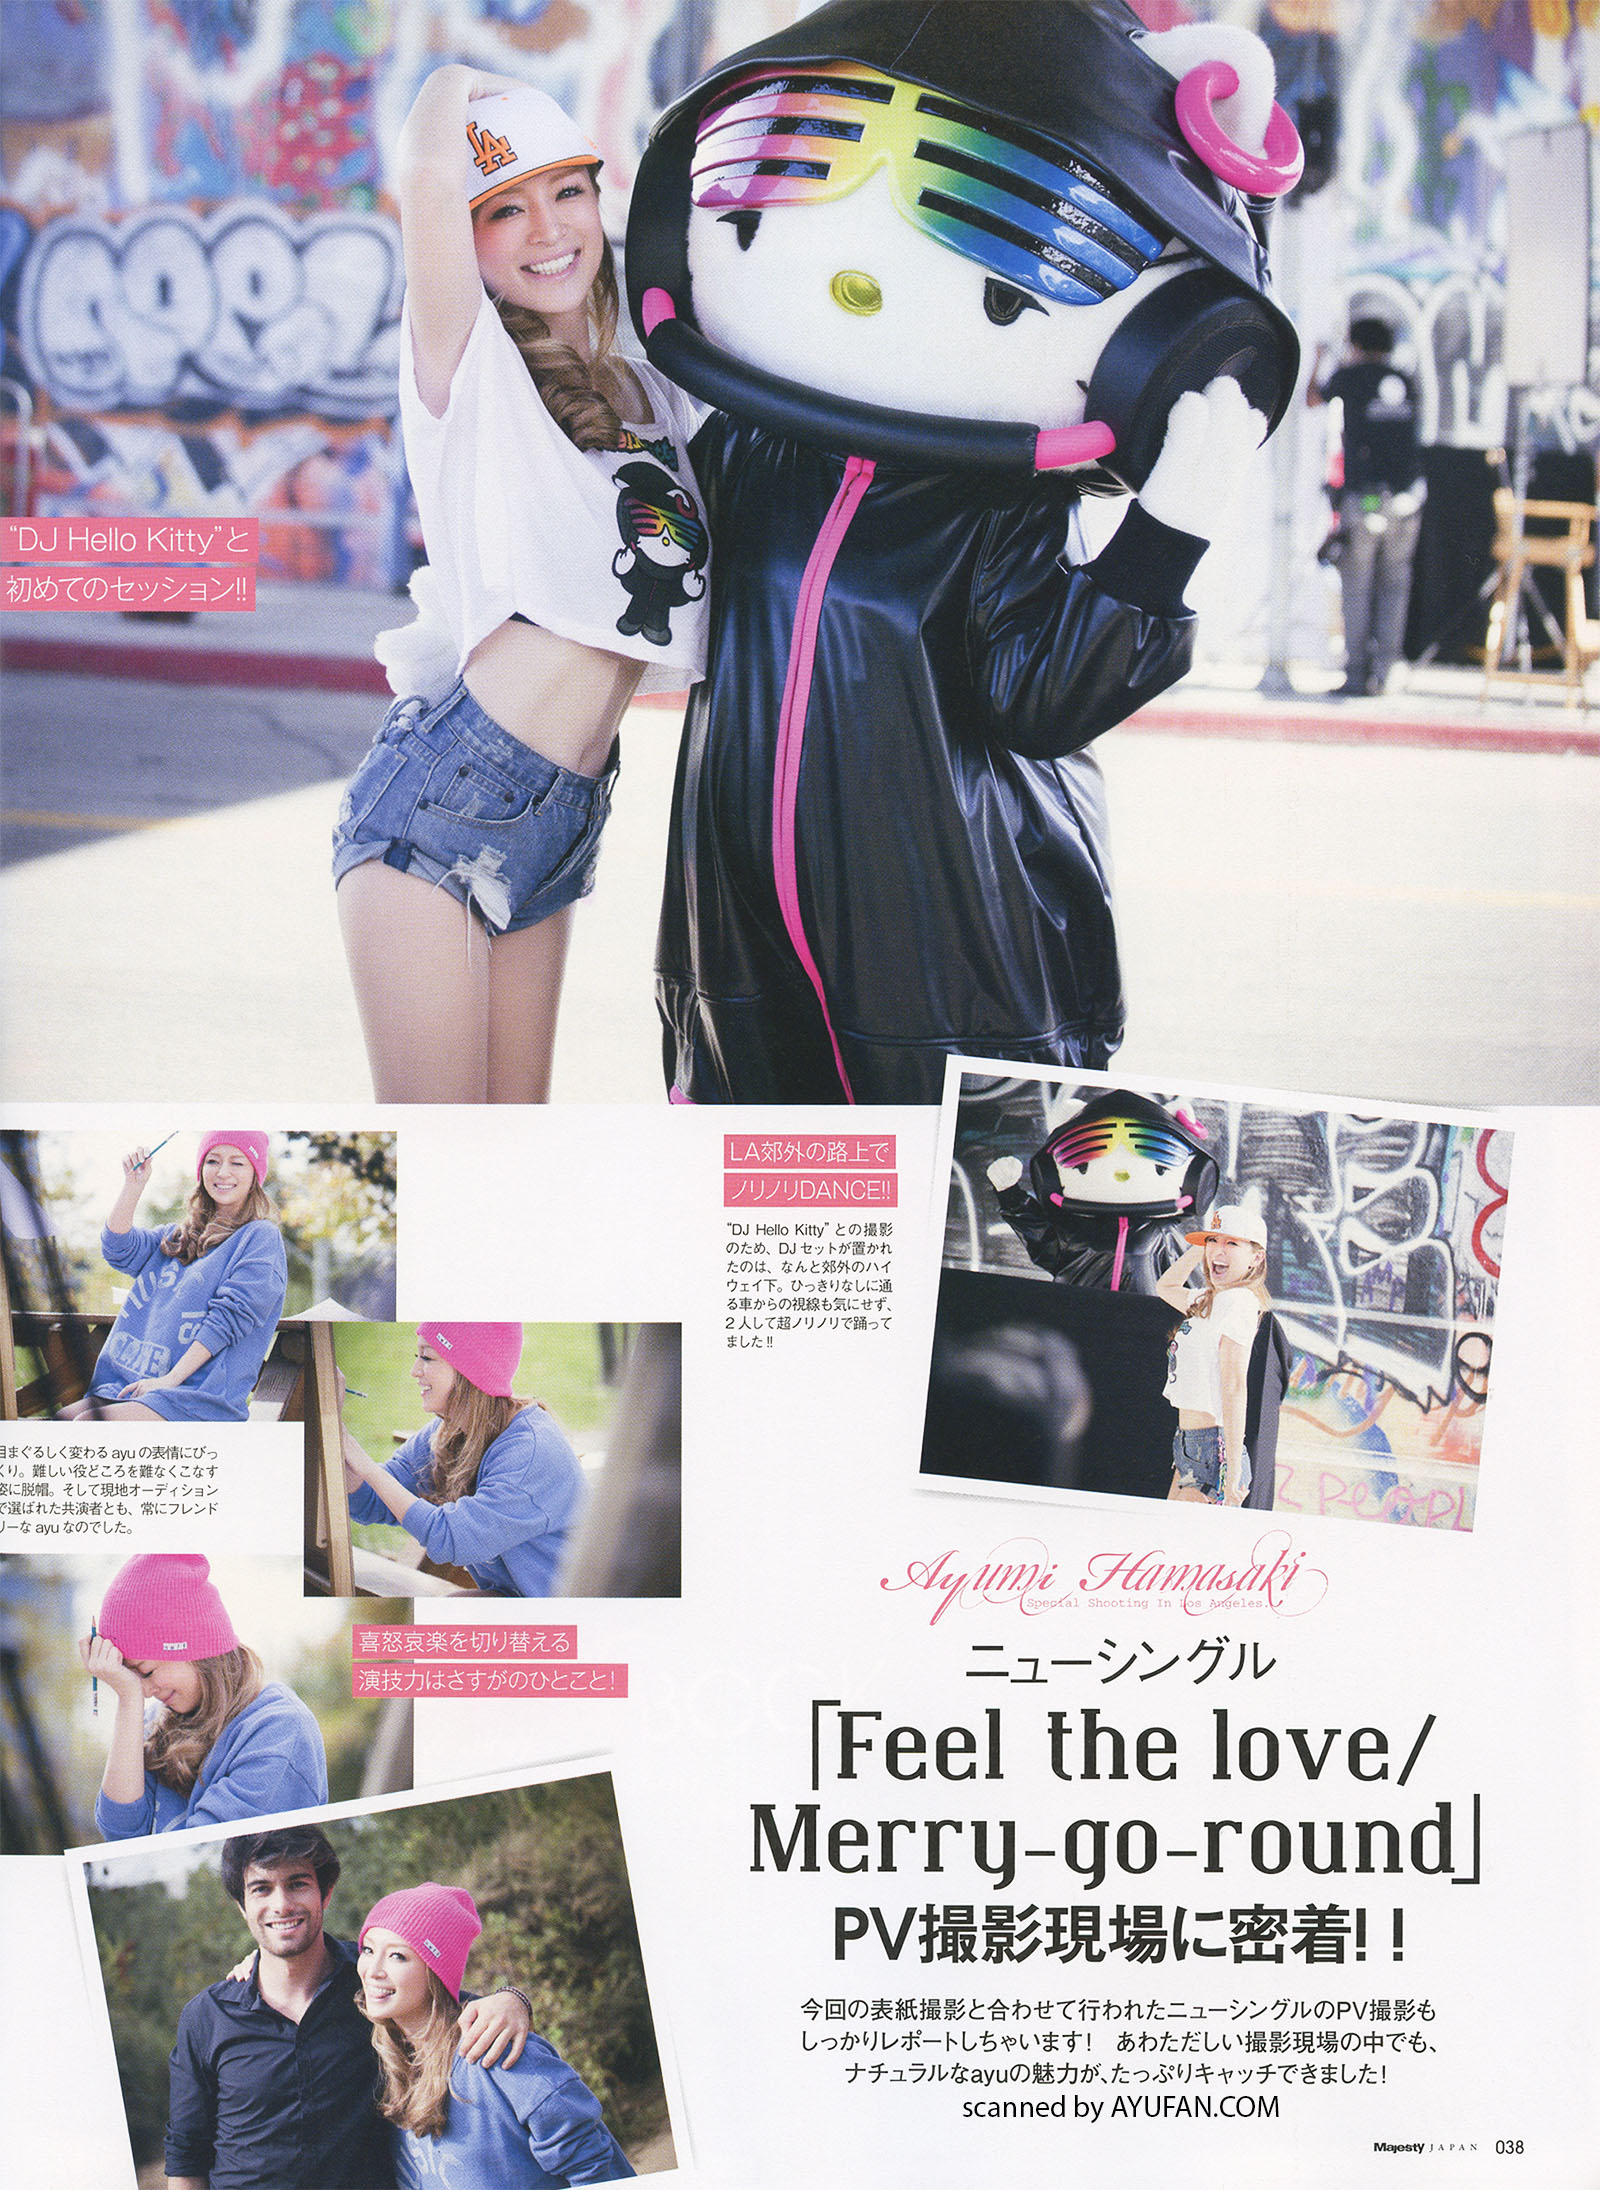 LA
"DJ Hello Kitty"と
初めてのセッション!!
LA郊外の路上で
ノリノリDANCE!!
"DJ Hello Kitty" との撮影
のため、DJ セットが置かれ
たのは、なんと郊外のハイ
ウェイ下。ひっきりなしに通
る車からの視線も気にせず、
2人して超ノリノリで踊って
ました!!
目まぐるしく変わる ayu の表情にびっ
くり。難しい役どころを難なくこなす
姿に脱帽。そして現地オーディション
で選ばれた共演者とも、常にフレンド
リーな ayu なのでした。
喜怒哀楽を切り替える
演技力はさすがのひとこと!
Ayumi Hamasaki
Special Shooting In Los Angeles.
ニューシングル
「Feel the love/
Merry-go-round」
PV撮影現場に密着!!
今回の表紙撮影と合わせて行われたニューシングルのPV撮影も
しっかりレポートしちゃいます! あわただしい撮影現場の中でも、
ナチュラルなayuの魅力が、たっぷりキャッチできました!
scanned by AYUFAN.COM
Majesty JAPAN 038